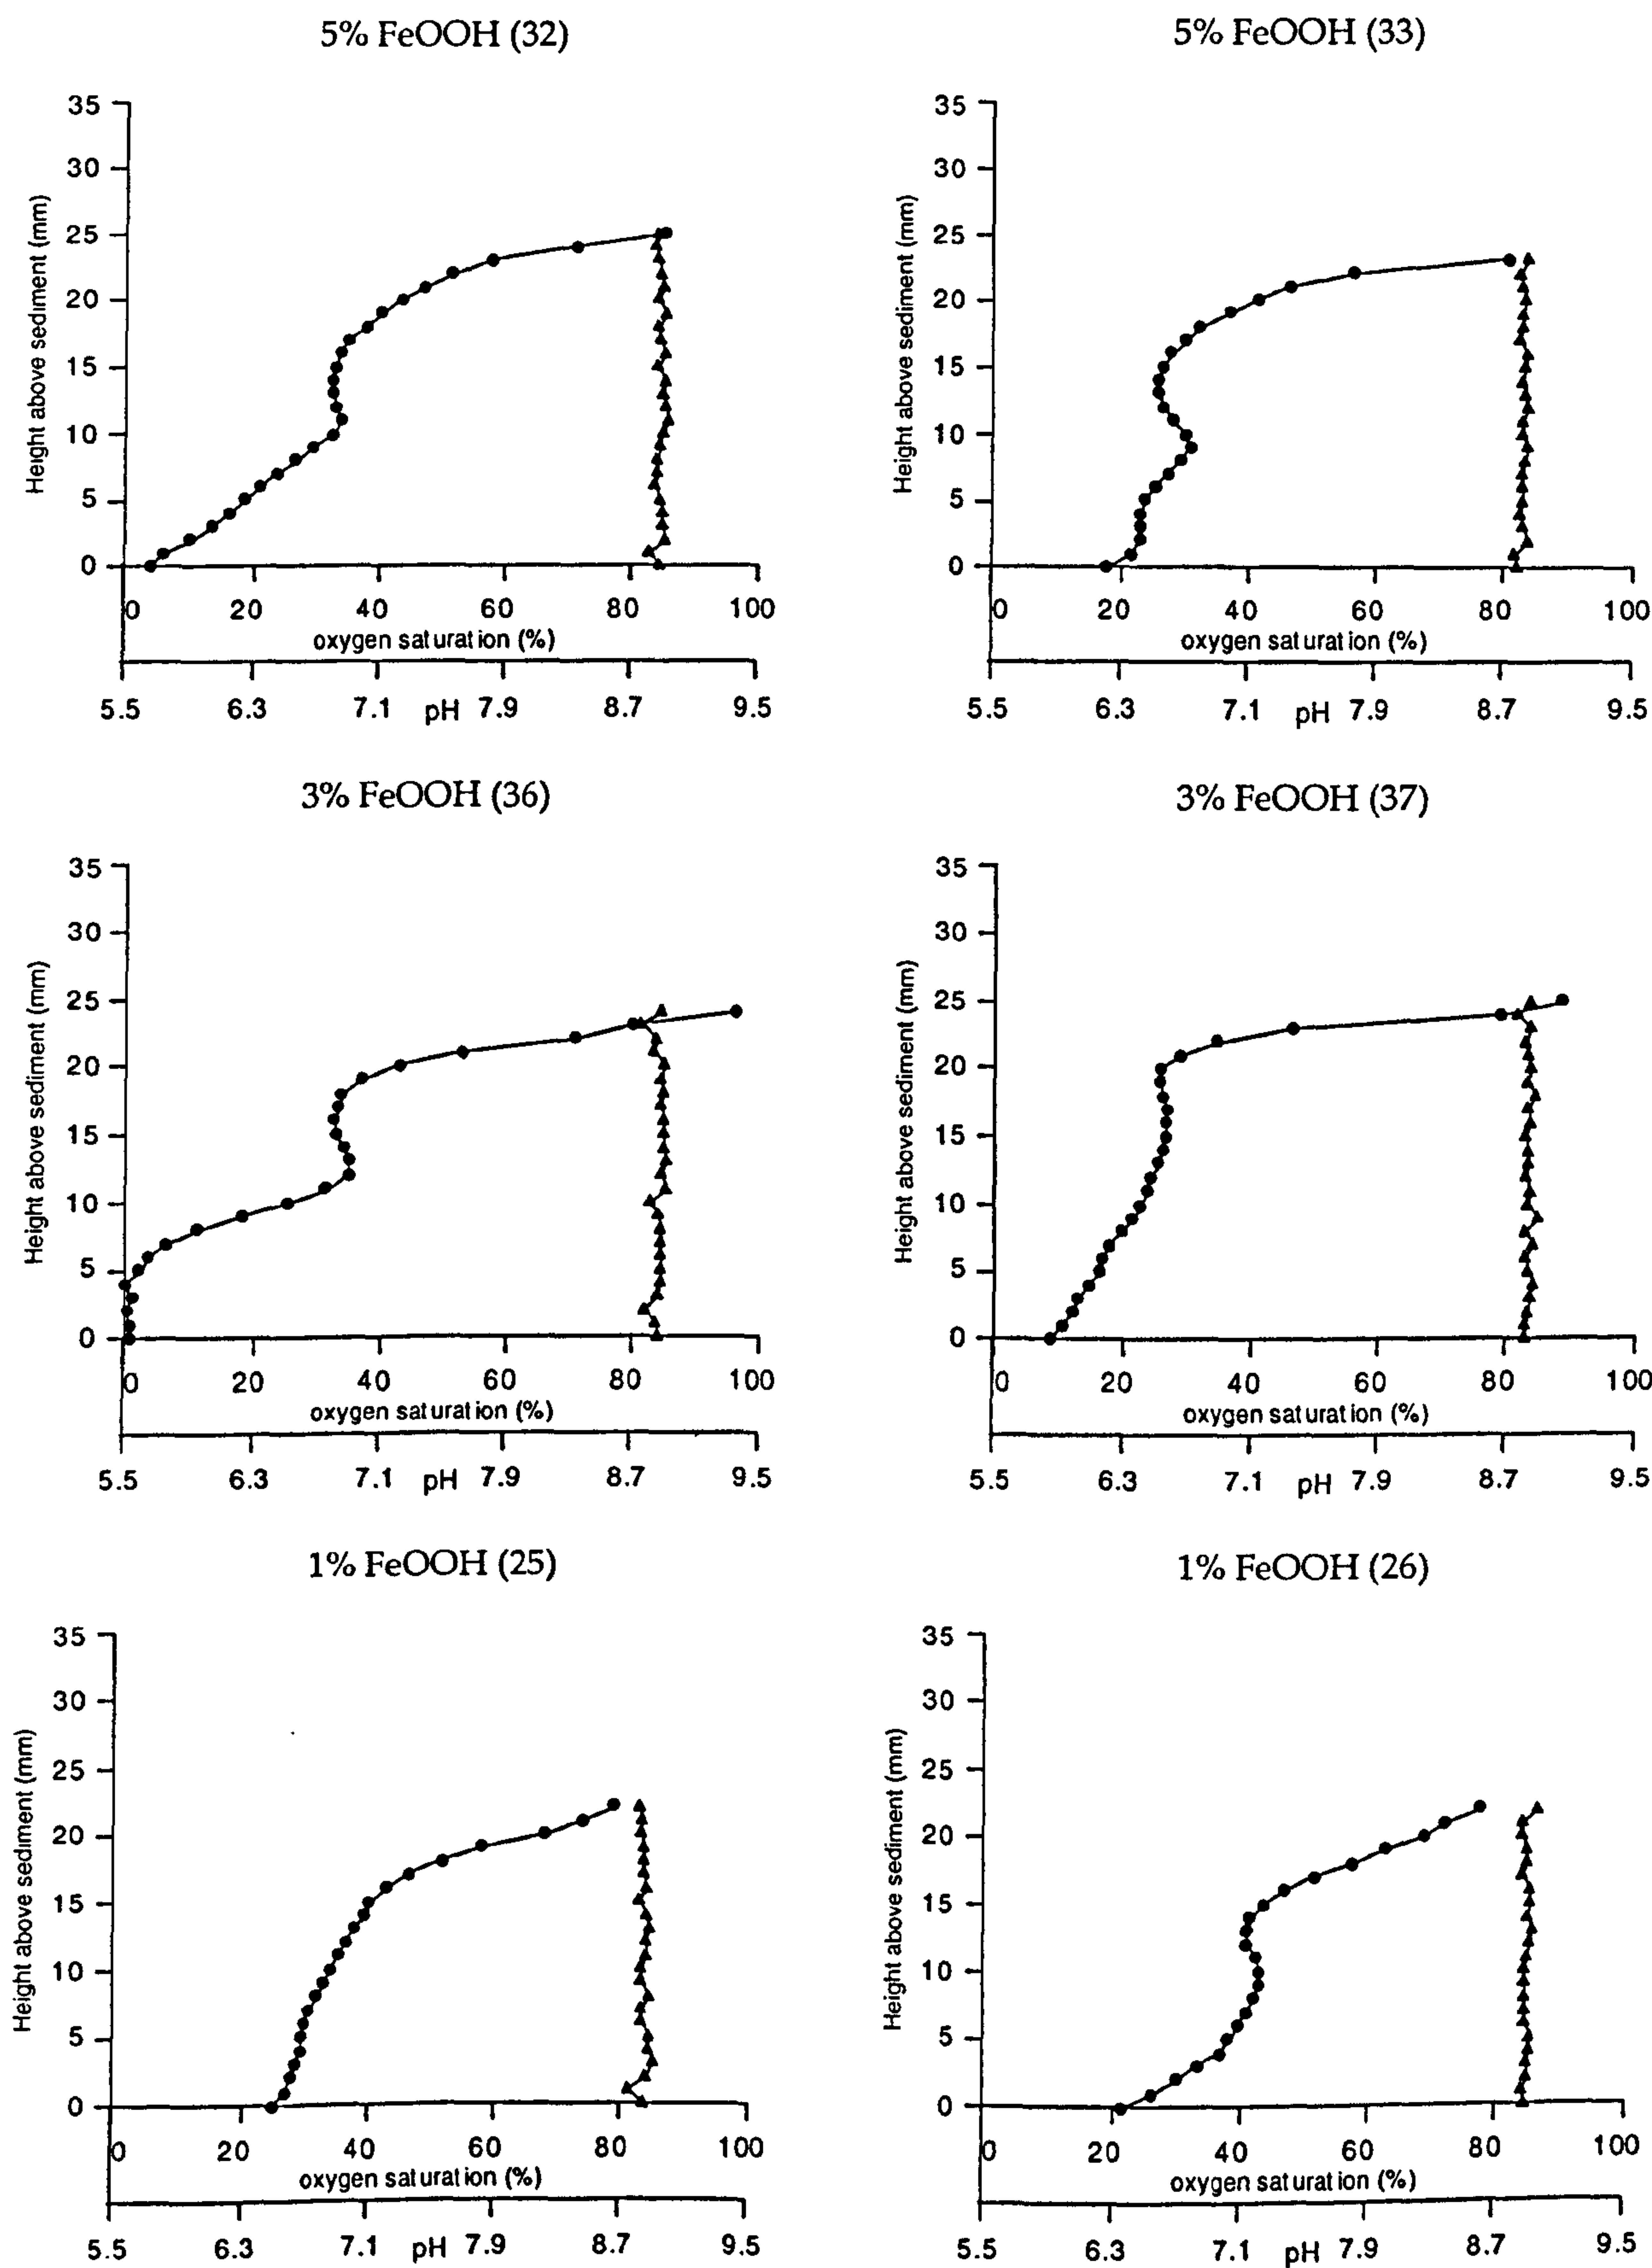 5% FeOOH (32)
35
30
25
20
15
10
5
0
Height above sediment (mm)
0 20 40 60 80 100
oxygen saturation (%)
5.5 6.3 7.1 pH 7.9 8.7 9.5
5% FeOOH (33)
35
30
25
20
15
10
5
0
Height above sediment (mm)
0 20 40 60 80 100
oxygen saturation (%)
5.5 6.3 7.1 pH 7.9 8.7 9.5
3% FeOOH (36)
35
30
25
20
15
10
5
0
Height above sediment (mm)
0 20 40 60 80 100
oxygen saturation (%)
5.5 6.3 7.1 pH 7.9 8.7 9.5
3% FeOOH (37)
35
30
25
20
15
10
5
0
Height above sediment (mm)
0 20 40 60 80 100
oxygen saturation (%)
5.5 6.3 7.1 pH 7.9 8.7 9.5
1% FeOOH (25)
35
30
25
20
15
10
5
0
Height above sediment (mm)
0 20 40 60 80 100
oxygen saturation (%)
5.5 6.3 7.1 pH 7.9 8.7 9.5
1% FeOOH (26)
35
30
25
20
15
10
5
0
Height above sediment (mm)
0 20 40 60 80 100
oxygen saturation (%)
5.5 6.3 7.1 pH 7.9 8.7 9.5